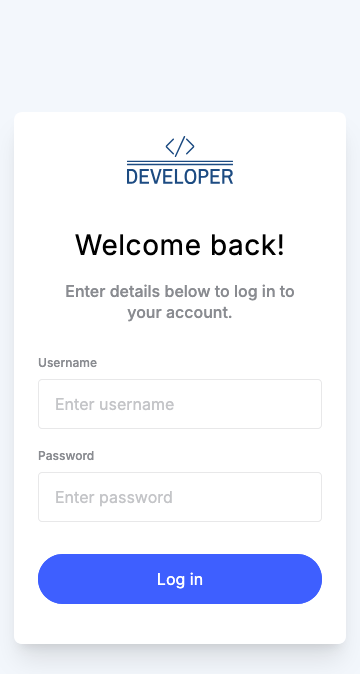 </>
DEVELOPER
Welcome back!
Enter details below to log in to
your account.
Username
Enter username
Password
Enter password
Log in